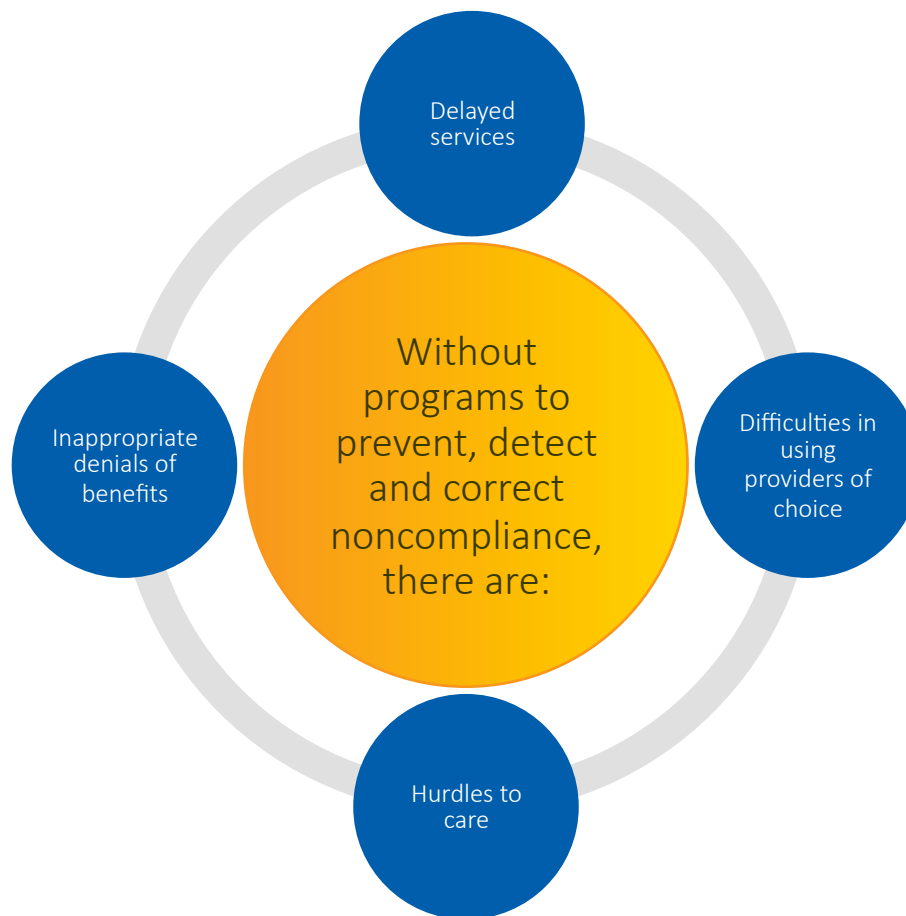 Delayed
services
Without
programs to
prevent, detect
and correct
noncompliance,
there are:
Inappropriate
denials of
benefits
Difficulties in
using
providers of
choice
Hurdles to
care